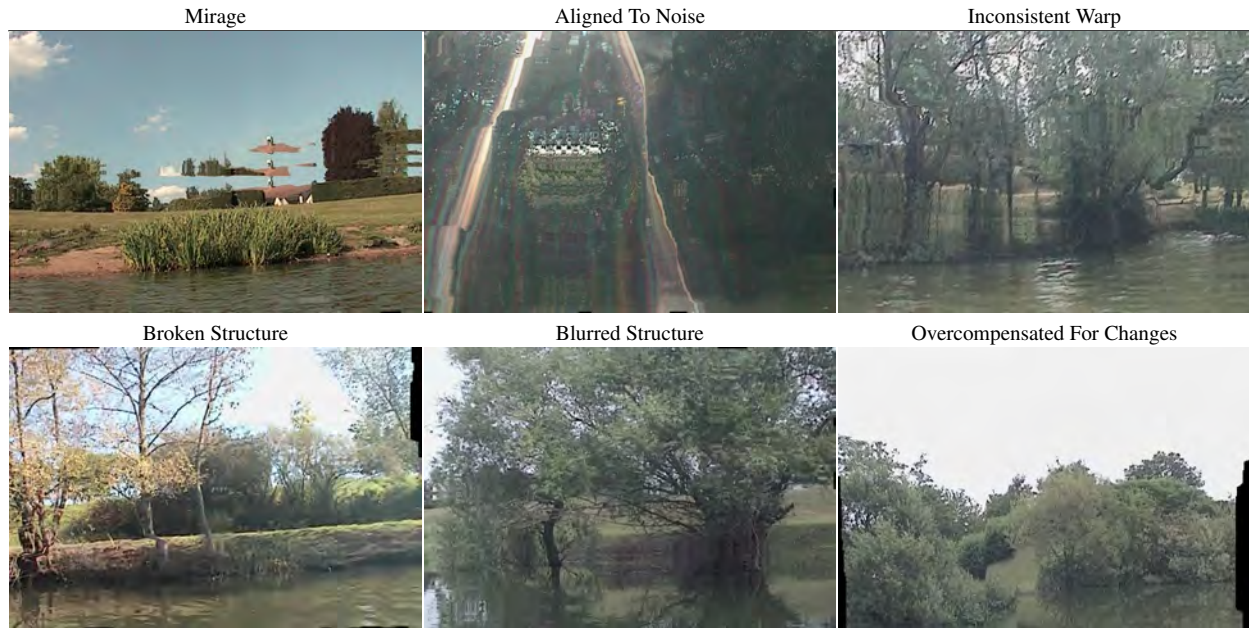 Mirage
Aligned To Noise
Inconsistent Warp
Broken Structure
Blurred Structure
Overcompensated For Changes